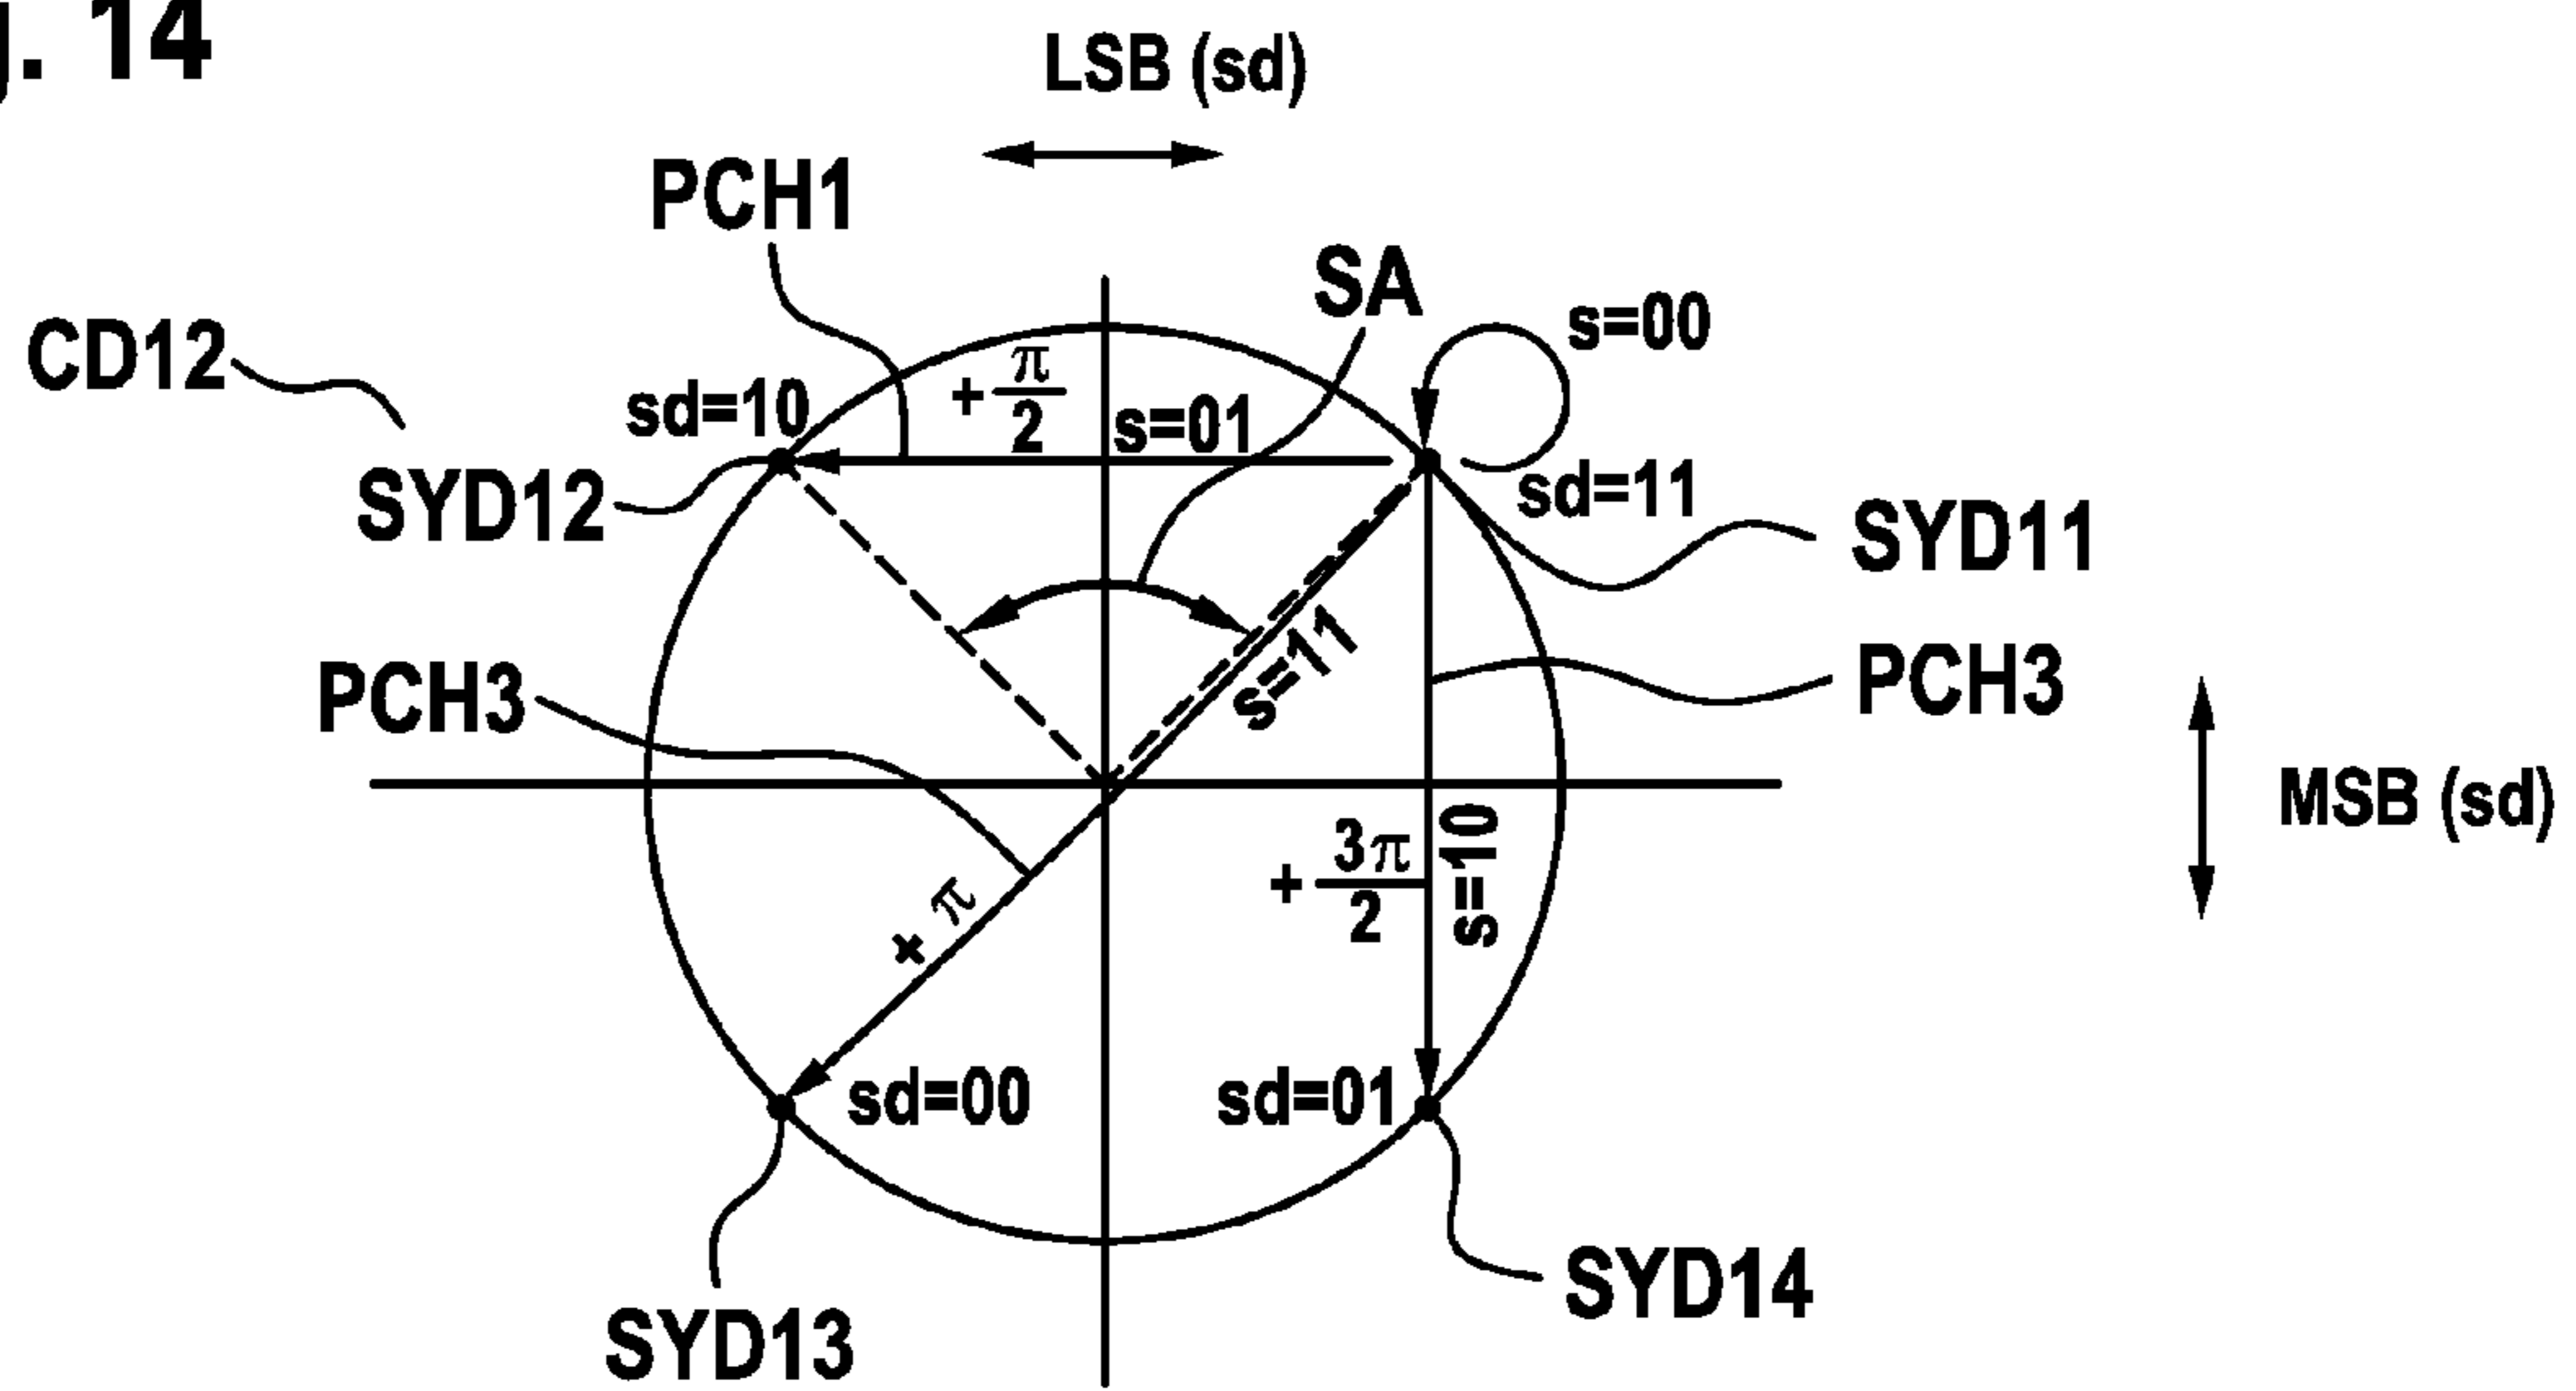 g. 14
LSB (sd)
PCH1
SA
s=00
CD12
sd=10
+ π/2
s=01
sd=11
SYD12
SYD11
s=11
PCH3
PCH3
MSB (sd)
s=10
+ 3π/2
+ π
sd=00
sd=01
SYD14
SYD13